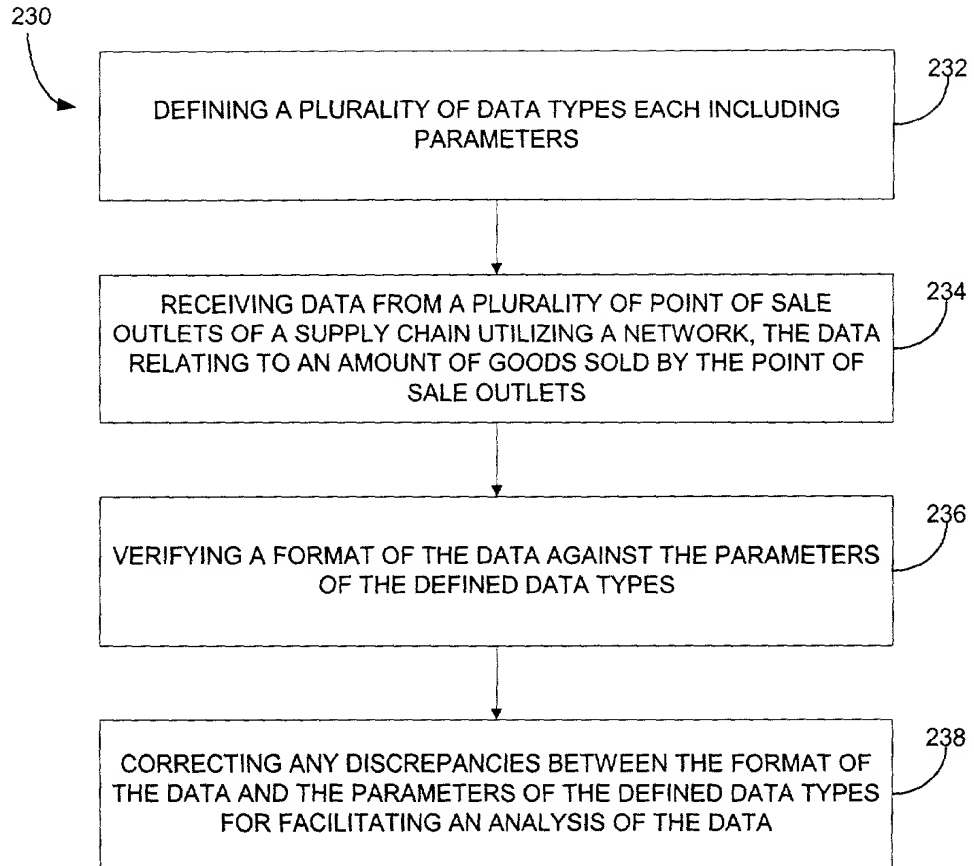 230
232
DEFINING A PLURALITY OF DATA TYPES EACH INCLUDING
PARAMETERS
234
RECEIVING DATA FROM A PLURALITY OF POINT OF SALE
OUTLETS OF A SUPPLY CHAIN UTILIZING A NETWORK, THE DATA
RELATING TO AN AMOUNT OF GOODS SOLD BY THE POINT OF
SALE OUTLETS
236
VERIFYING A FORMAT OF THE DATA AGAINST THE PARAMETERS
OF THE DEFINED DATA TYPES
238
CORRECTING ANY DISCREPANCIES BETWEEN THE FORMAT OF
THE DATA AND THE PARAMETERS OF THE DEFINED DATA TYPES
FOR FACILITATING AN ANALYSIS OF THE DATA